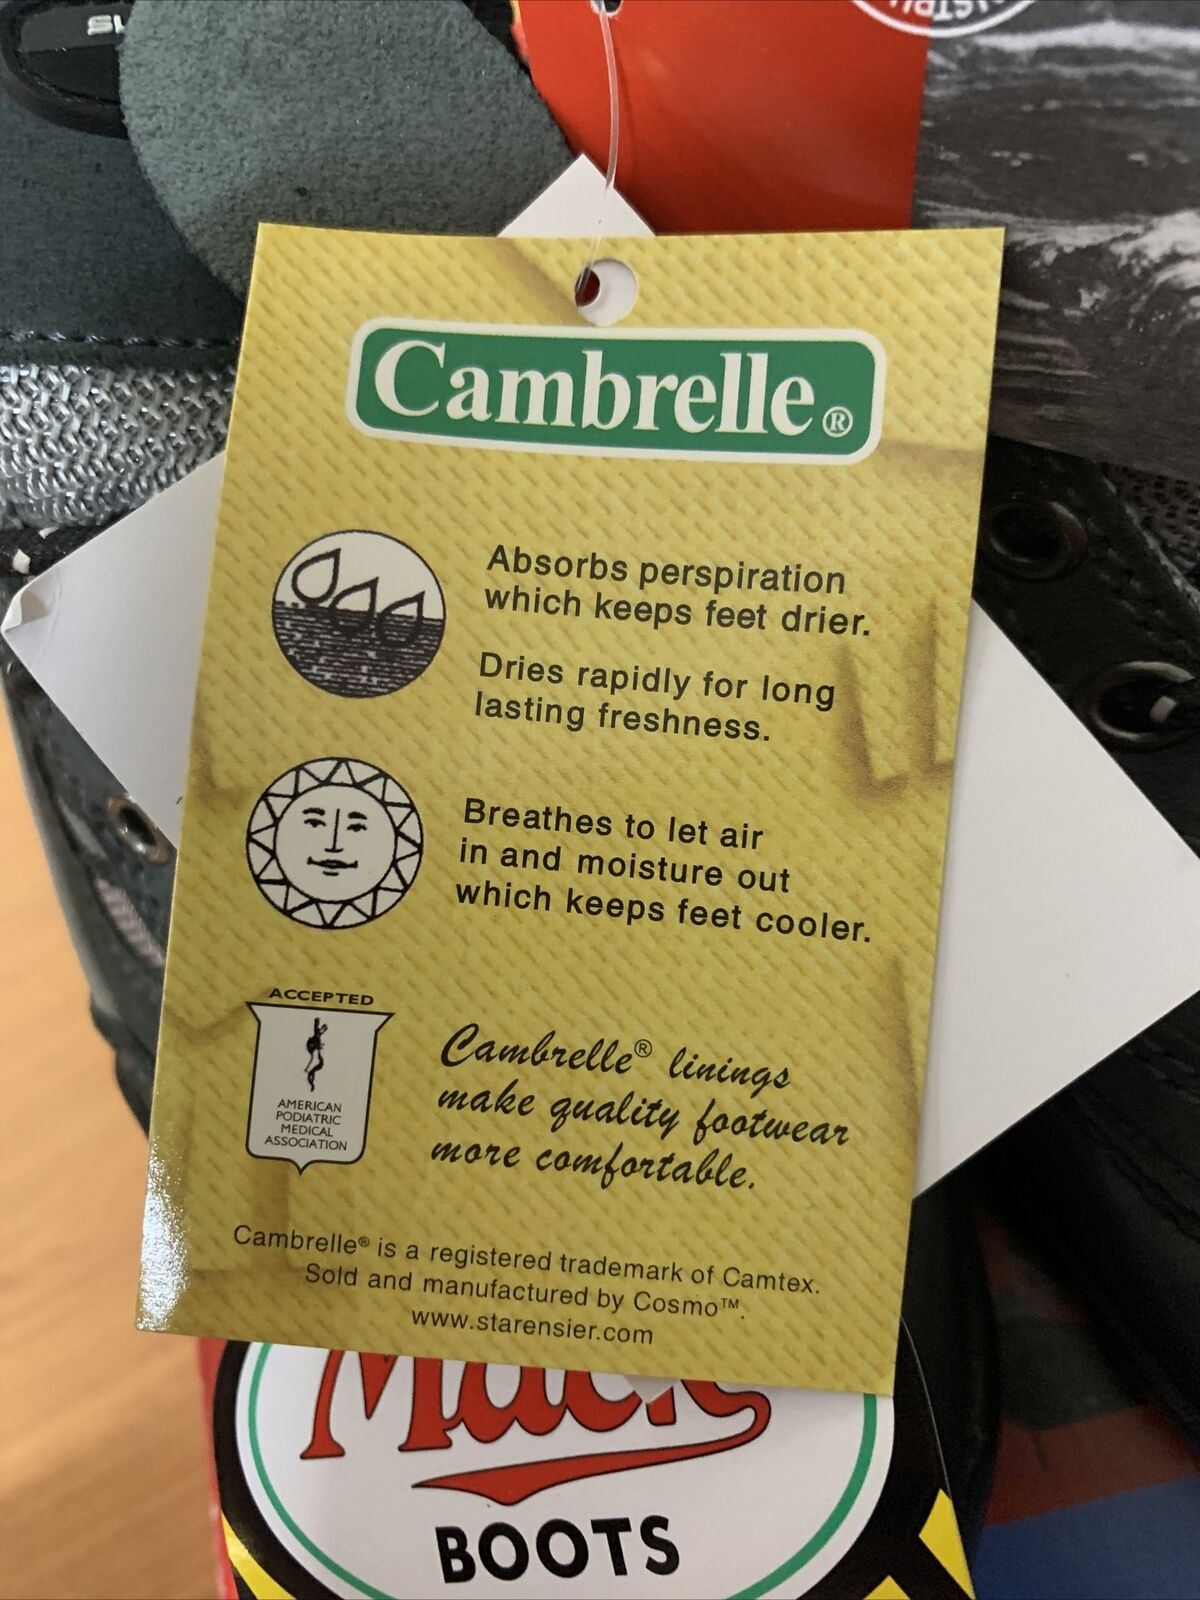 Cambrelle®
Absorbs perspiration
which keeps feet drier.
Dries rapidly for long
lasting freshness.
Breathes to let air
in and moisture out
which keeps feet cooler.
ACCEPTED
AMERICAN
PODIATRIC
MEDICAL
ASSOCIATION
Cambrelle® linings
make quality footwear
more comfortable.
Cambrelle® is a registered trademark of Camtex.
Sold and manufactured by Cosmo™.
www.starensier.com
Mack
BOOTS